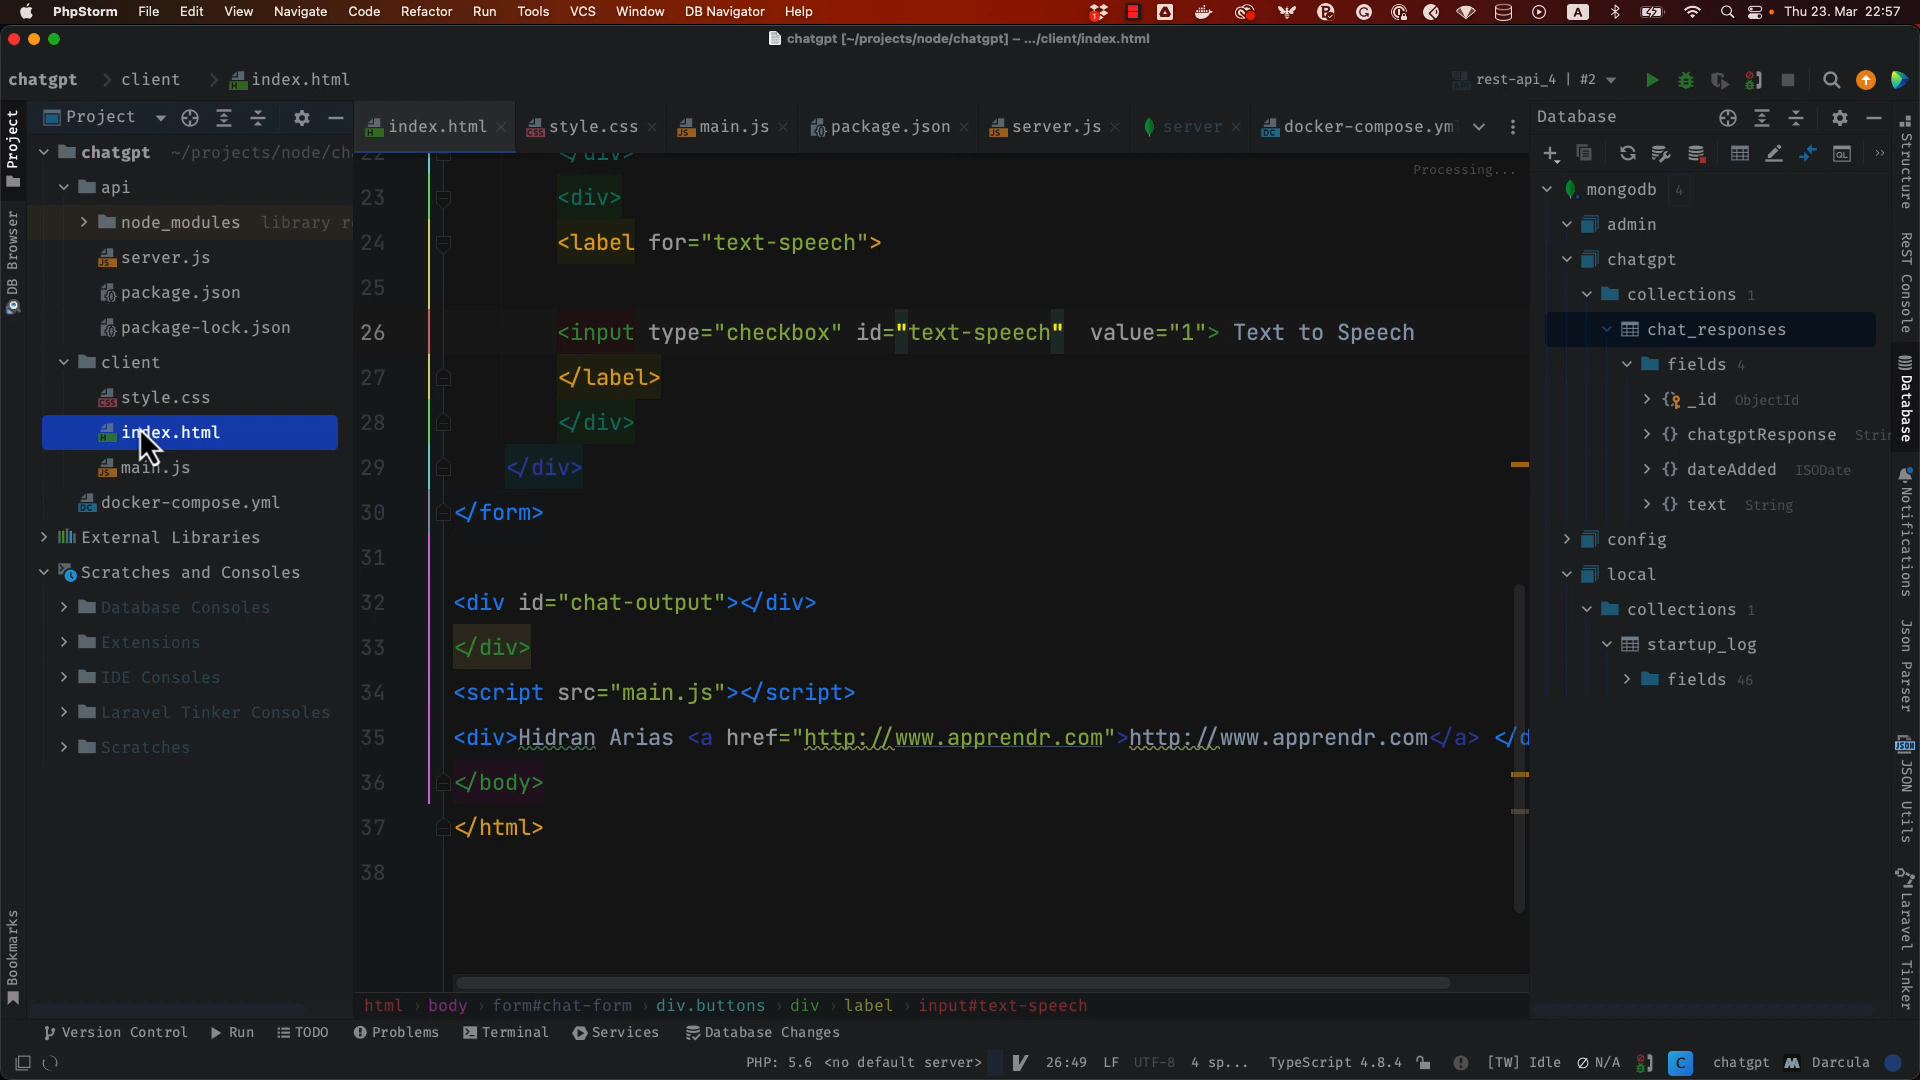 PhpStorm File Edit View Navigate Code Refactor Run Tools VCS Window DB Navigator Help
Thu 23. Mar 22:57
chatgpt [~/projects/node/chatgpt] – .../client/index.html
chatgpt client index.html
rest-api_4 | #2
Project
index.html style.css main.js package.json server.js server docker-compose.ym
Database
chatgpt ~/projects/node/ch
api
node_modules library r
server.js
package.json
package-lock.json
client
style.css
index.html
main.js
docker-compose.yml
External Libraries
Scratches and Consoles
Database Consoles
Extensions
IDE Consoles
Laravel Tinker Consoles
Scratches
Project
DB Browser
Bookmarks
Processing...
22 </div>
23 <div>
24 <label for="text-speech">
25
26 <input type="checkbox" id="text-speech"  value="1"> Text to Speech
27 </label>
28 </div>
29 </div>
30 </form>
31
32 <div id="chat-output"></div>
33 </div>
34 <script src="main.js"></script>
35 <div>Hidran Arias <a href="http://www.apprendr.com">http://www.apprendr.com</a> </d
36 </body>
37 </html>
38
mongodb 4
admin
chatgpt
collections 1
chat_responses
fields 4
_id ObjectId
chatgptResponse Stri
dateAdded ISODate
text String
config
local
collections 1
startup_log
fields 46
Structure
ReST Console
Database
Notifications
Json Parser
JSON Utils
Laravel Tinker
html › body › form#chat-form › div.buttons › div › label › input#text-speech
Version Control Run TODO Problems Terminal Services Database Changes
PHP: 5.6 <no default server> 26:49 LF UTF-8 4 sp... TypeScript 4.8.4 [TW] Idle N/A C chatgpt Darcula